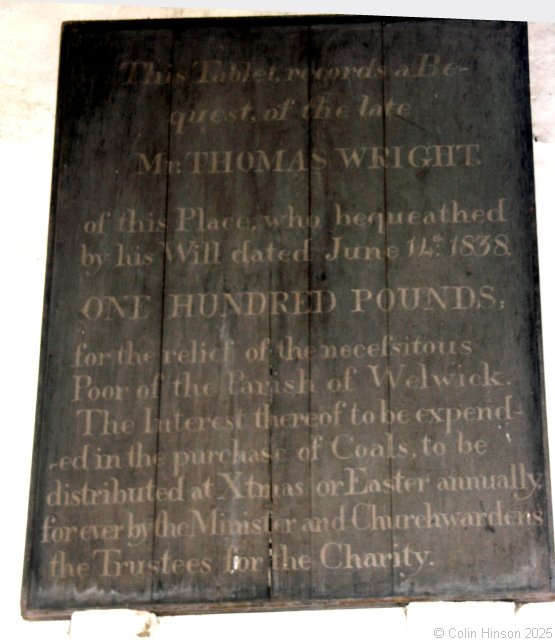 This Tablet, records a Be-
quest, of the late
Mr. THOMAS WRIGHT.
of this Place, who bequeathed
by his Will dated June 14th. 1838.
ONE HUNDRED POUNDS;
for the relief of the neceſsitous
Poor of the Parish of Welwick.
The Interest thereof to be expend-
-ed in the purchase of Coals, to be
distributed at Xtmas or Easter annually,
for ever by the Minister and Churchwardens
the Trustees for the Charity.
© Colin Hinson 2025